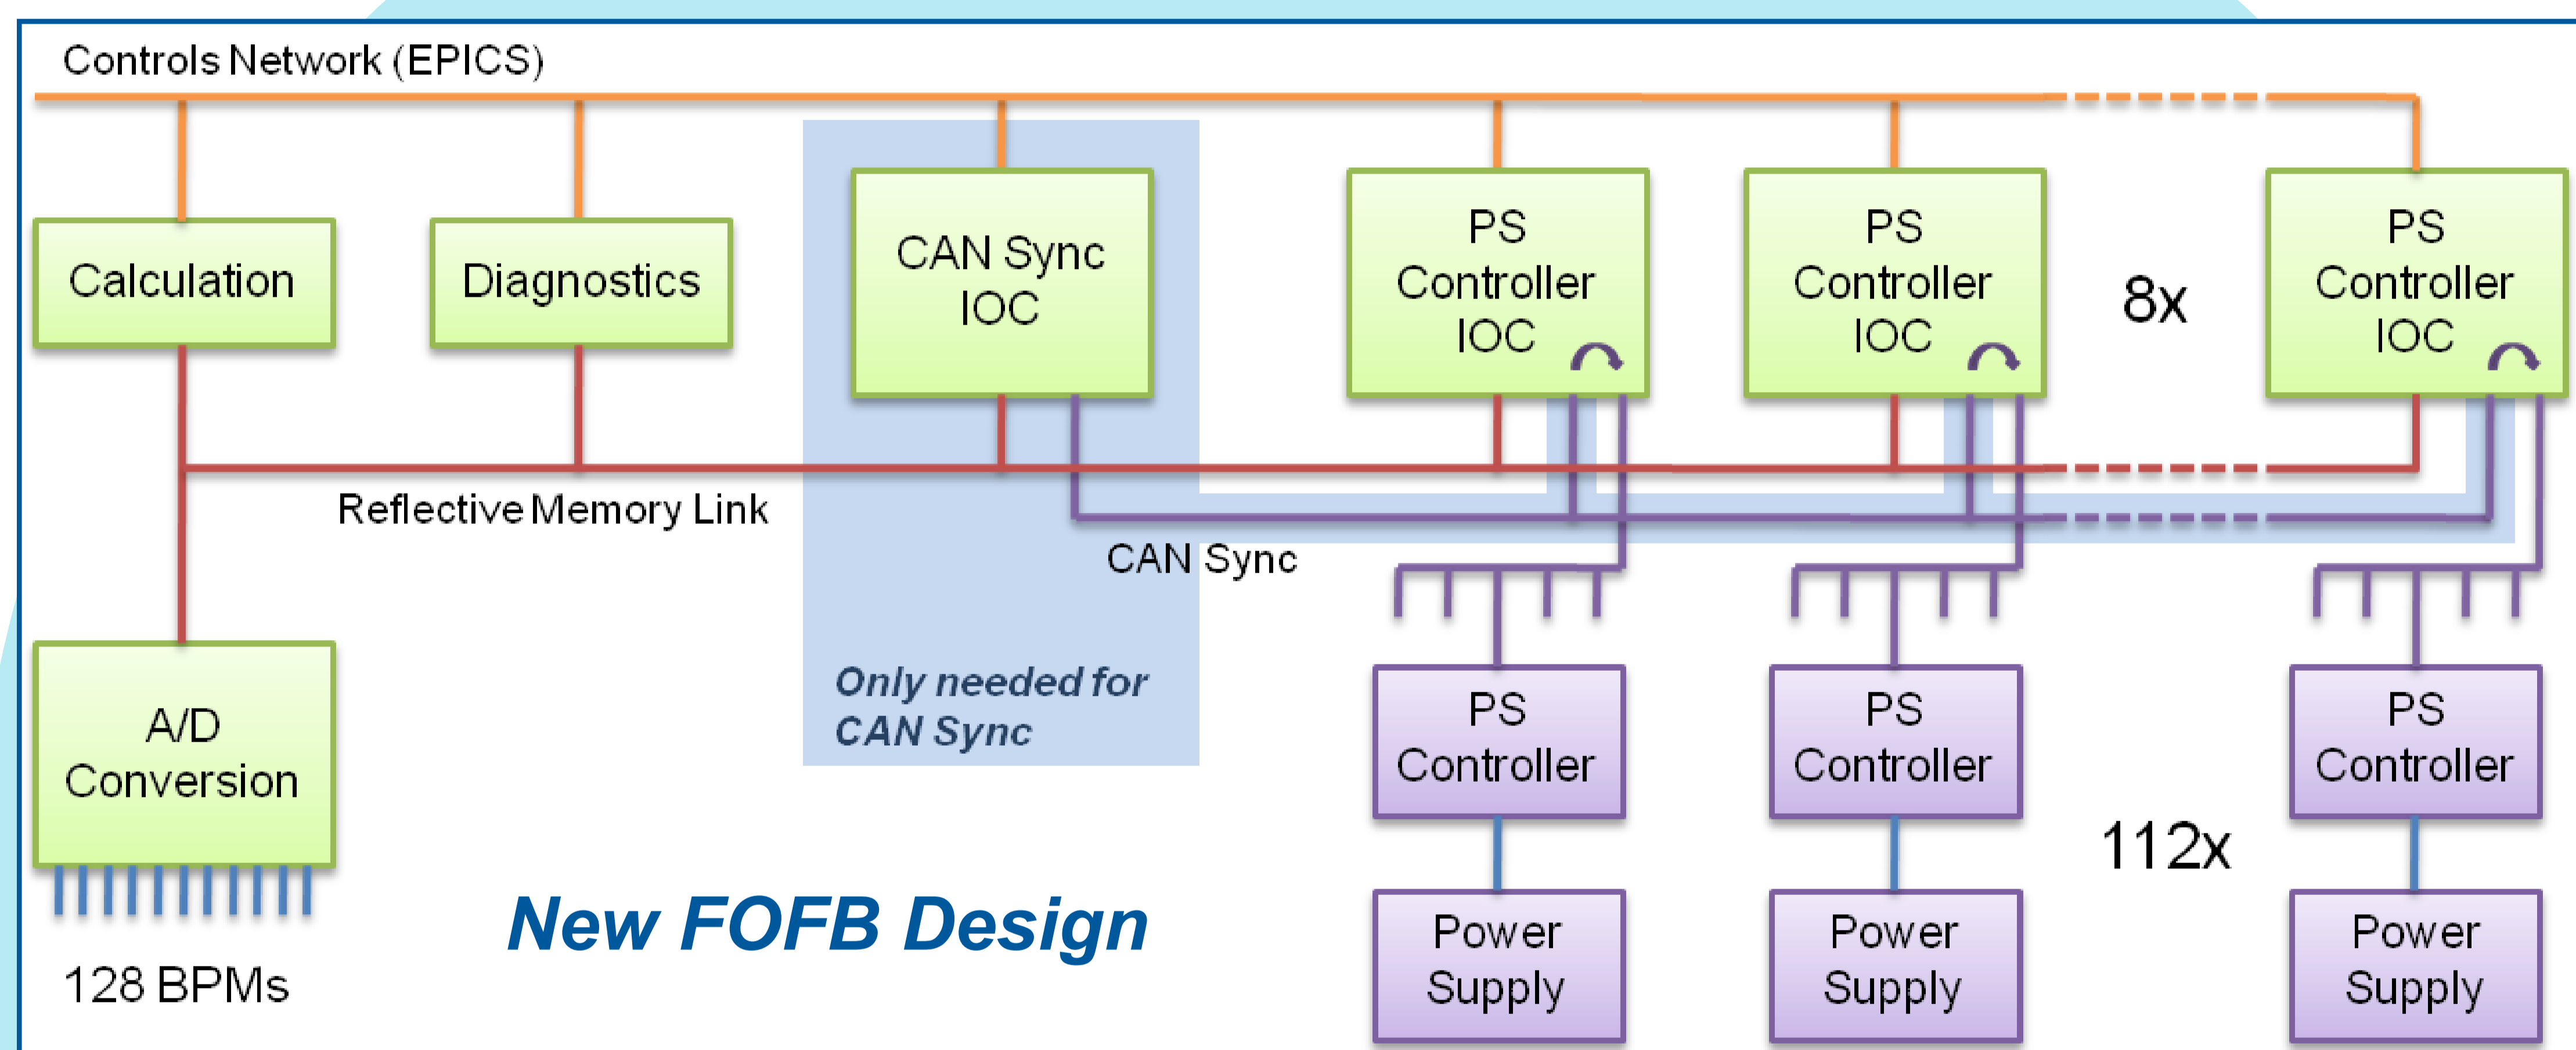 Controls Network (EPICS)
Calculation
Diagnostics
CAN Sync
IOC
PS
Controller
IOC
PS
Controller
IOC
8x
PS
Controller
IOC
Reflective Memory Link
CAN Sync
Only needed for
CAN Sync
A/D
Conversion
128 BPMs
New FOFB Design
PS
Controller
PS
Controller
PS
Controller
112x
Power
Supply
Power
Supply
Power
Supply